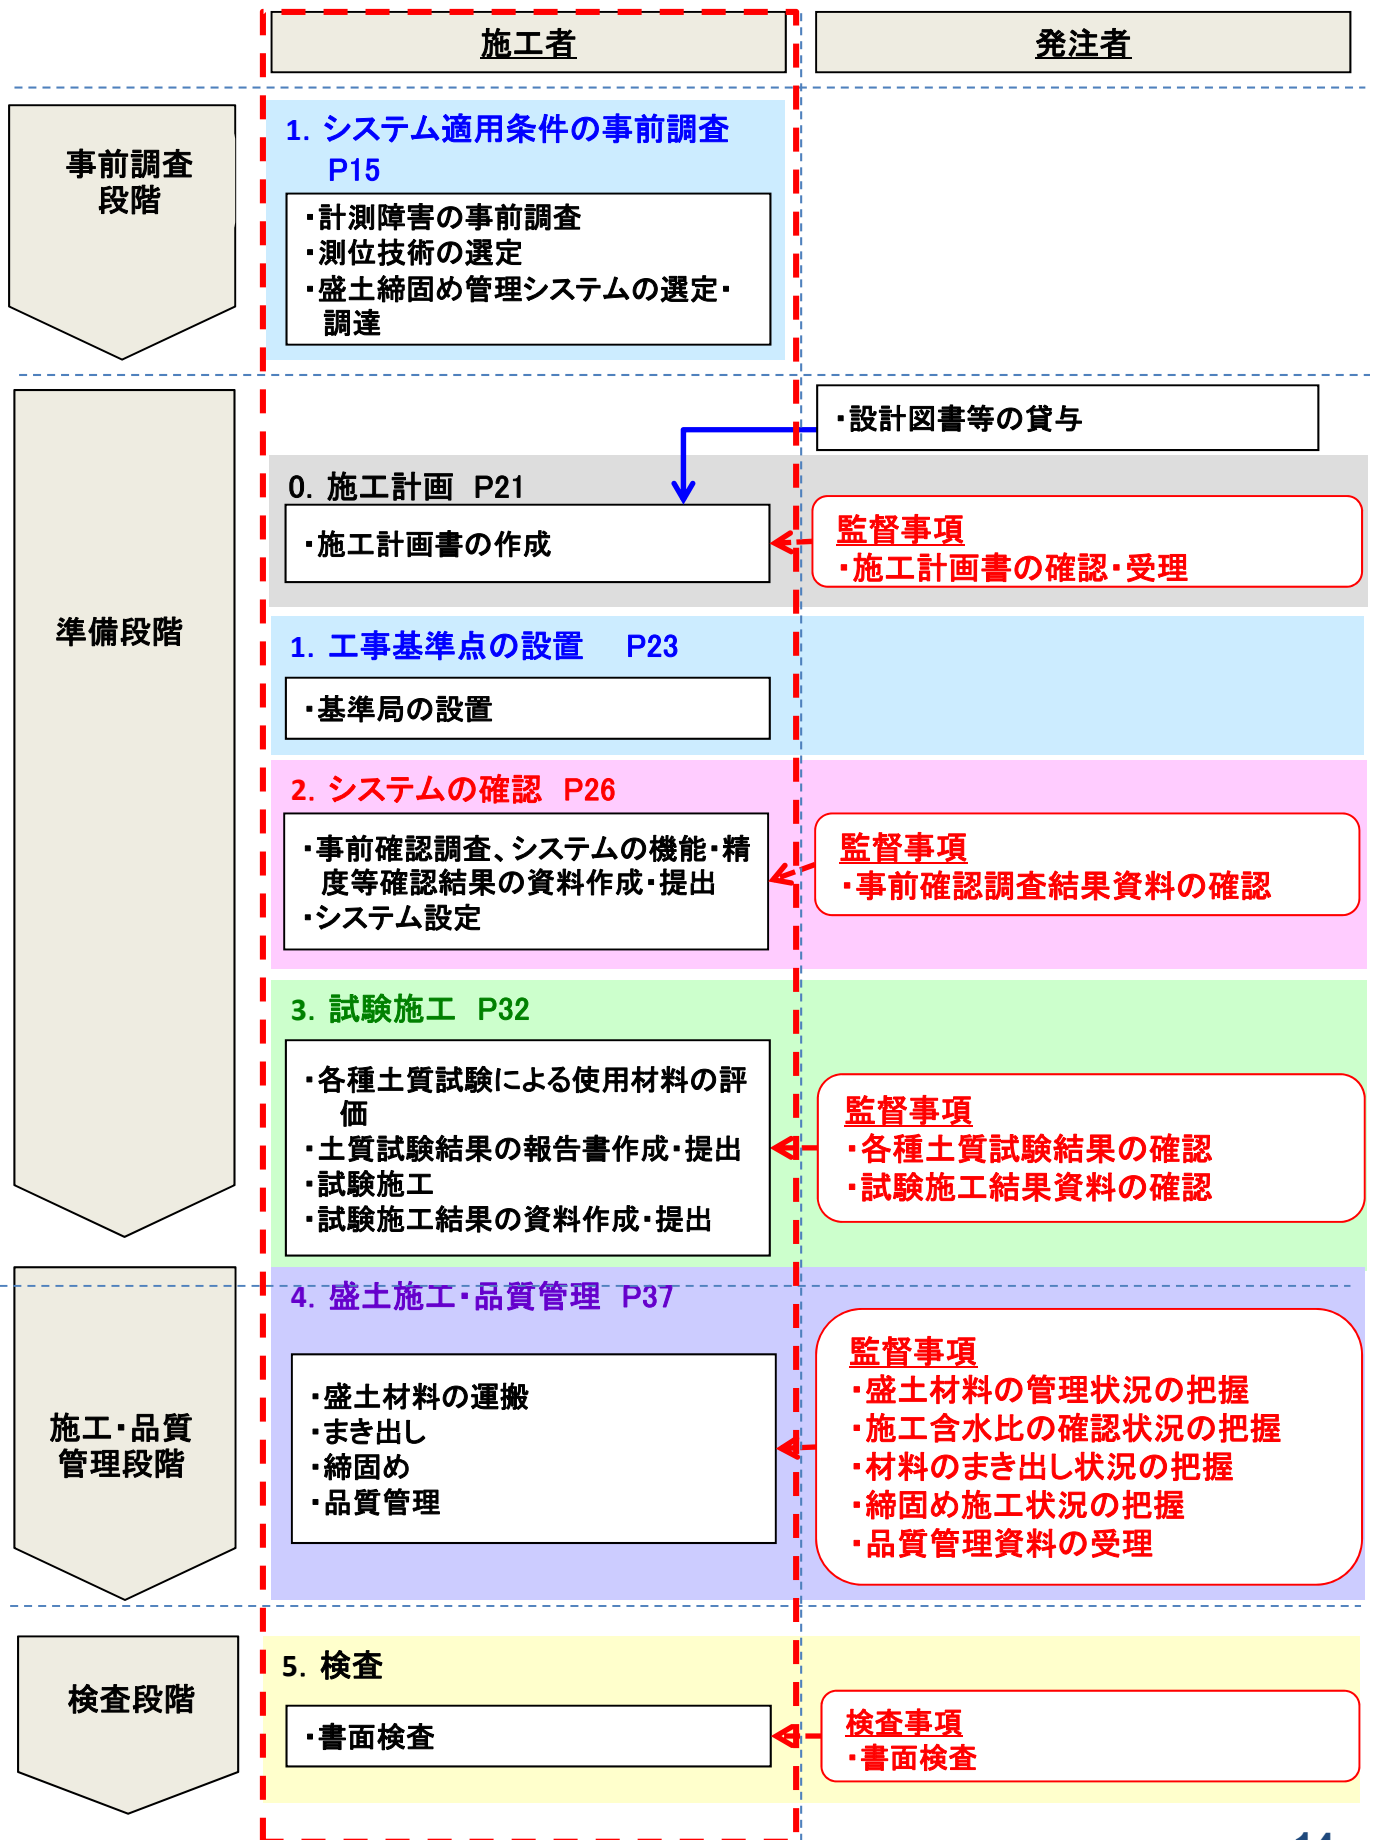 施工者
発注者
事前調査
段階
1. システム適用条件の事前調査
P15
・計測障害の事前調査
・測位技術の選定
・盛土締固め管理システムの選定・
調達
準備段階
・設計図書等の貸与
0. 施工計画 P21
・施工計画書の作成
監督事項
・施工計画書の確認・受理
1. 工事基準点の設置 P23
・基準局の設置
2. システムの確認 P26
・事前確認調査、システムの機能・精
度等確認結果の資料作成・提出
・システム設定
監督事項
・事前確認調査結果資料の確認
3. 試験施工 P32
・各種土質試験による使用材料の評
価
・土質試験結果の報告書作成・提出
・試験施工
・試験施工結果の資料作成・提出
監督事項
・各種土質試験結果の確認
・試験施工結果資料の確認
施工・品質
管理段階
4. 盛土施工・品質管理 P37
・盛土材料の運搬
・まき出し
・締固め
・品質管理
監督事項
・盛土材料の管理状況の把握
・施工含水比の確認状況の把握
・材料のまき出し状況の把握
・締固め施工状況の把握
・品質管理資料の受理
検査段階
5. 検査
・書面検査
検査事項
・書面検査
14